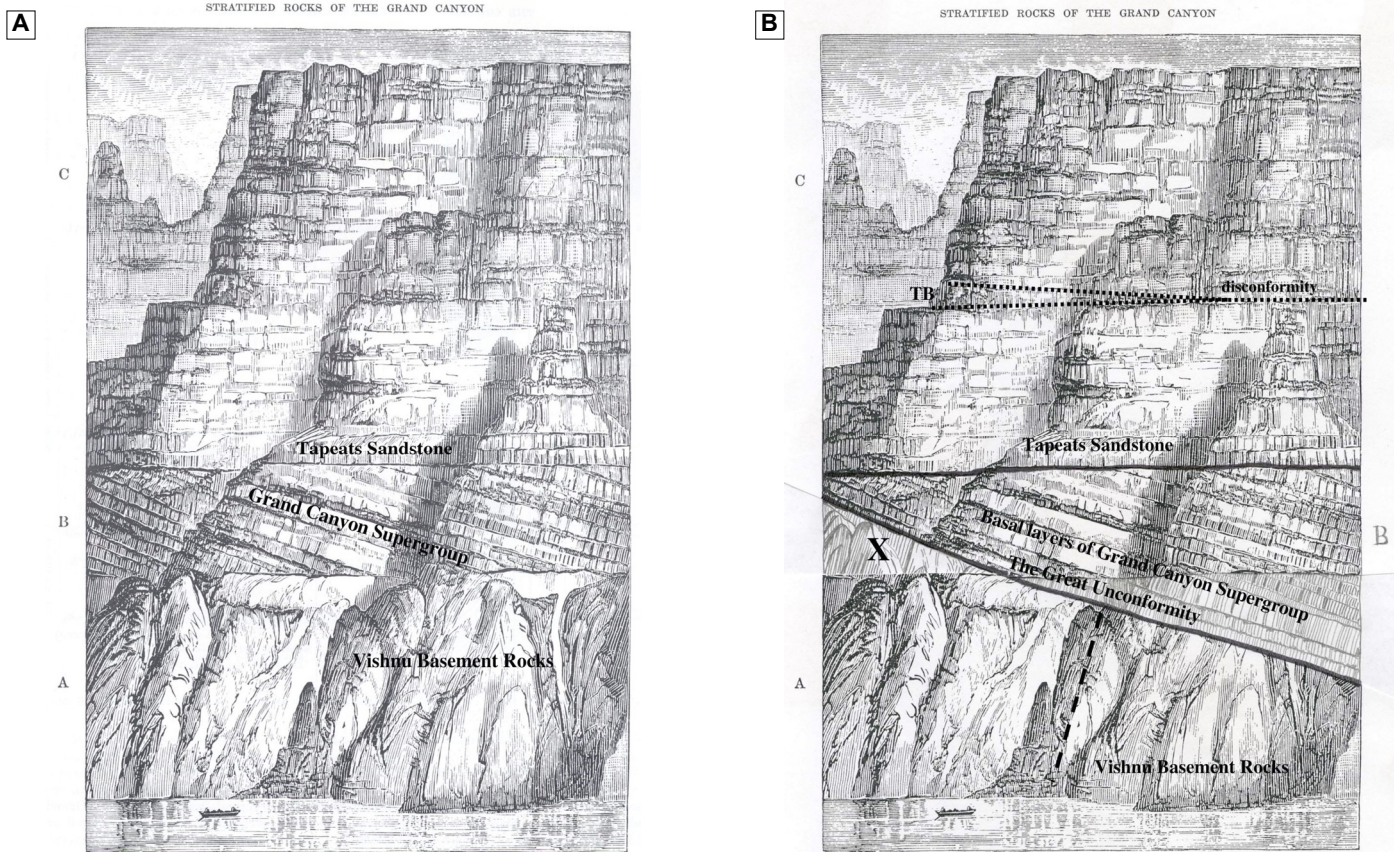 A
STRATIFIED ROCKS OF THE GRAND CANYON
C
Tapeats Sandstone
Grand Canyon Supergroup
B
Vishnu Basement Rocks
A
B
STRATIFIED ROCKS OF THE GRAND CANYON
C
TB
disconformity
Tapeats Sandstone
Basal layers of Grand Canyon Supergroup
B
X
The Great Unconformity
A
Vishnu Basement Rocks